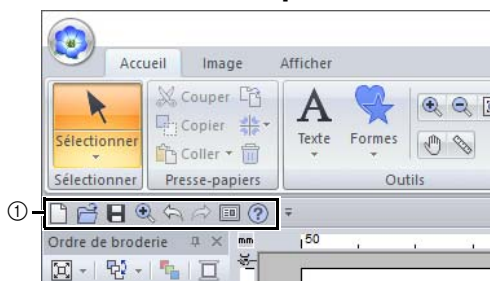 Accueil Image Afficher
Couper
Copier
Coller
Sélectionner
A
Texte Formes
Sélectionner Presse-papiers Outils
①
Ordre de broderie mm 50